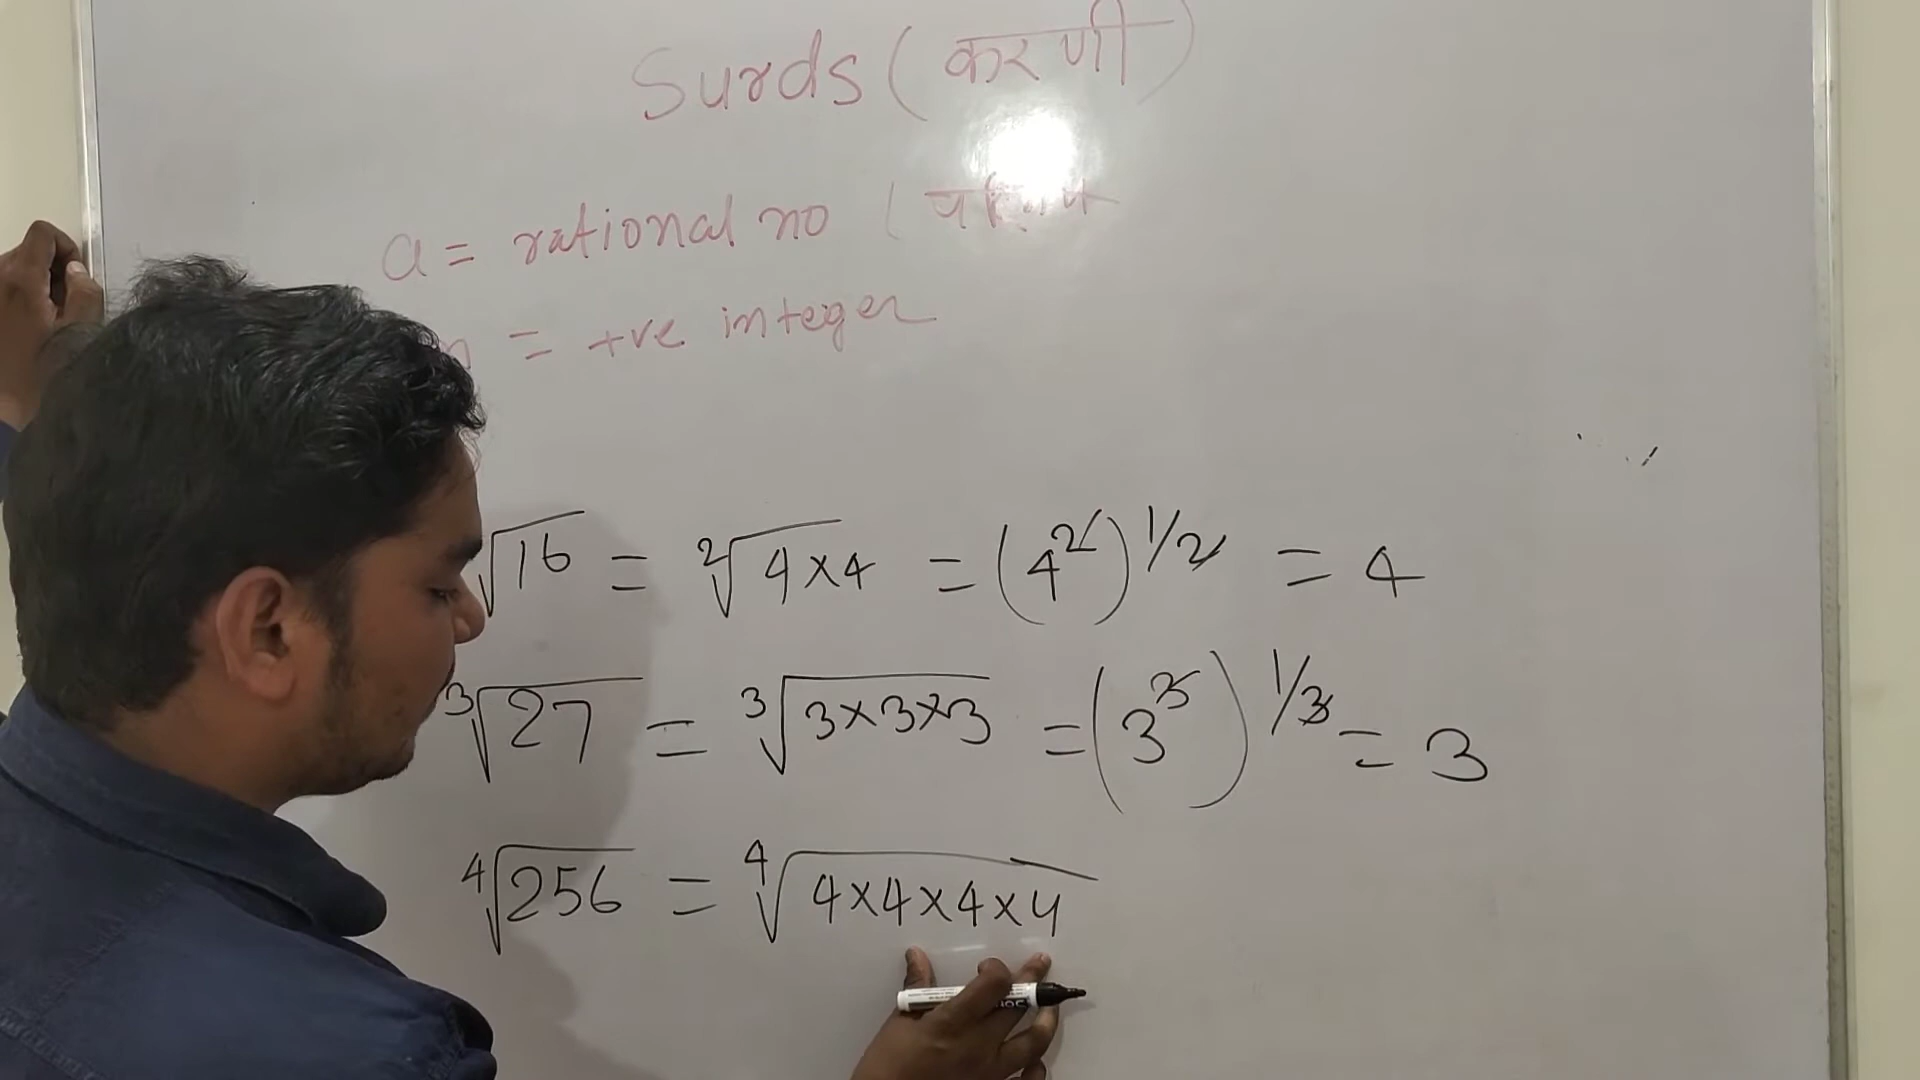 Surds (करणी)
a = rational no (
n = +ve integer
√16 = ²√4×4 = (4²)^1/2 = 4
³√27 = ³√3×3×3 = (3³)^1/3 = 3
⁴√256 = ⁴√4×4×4×4